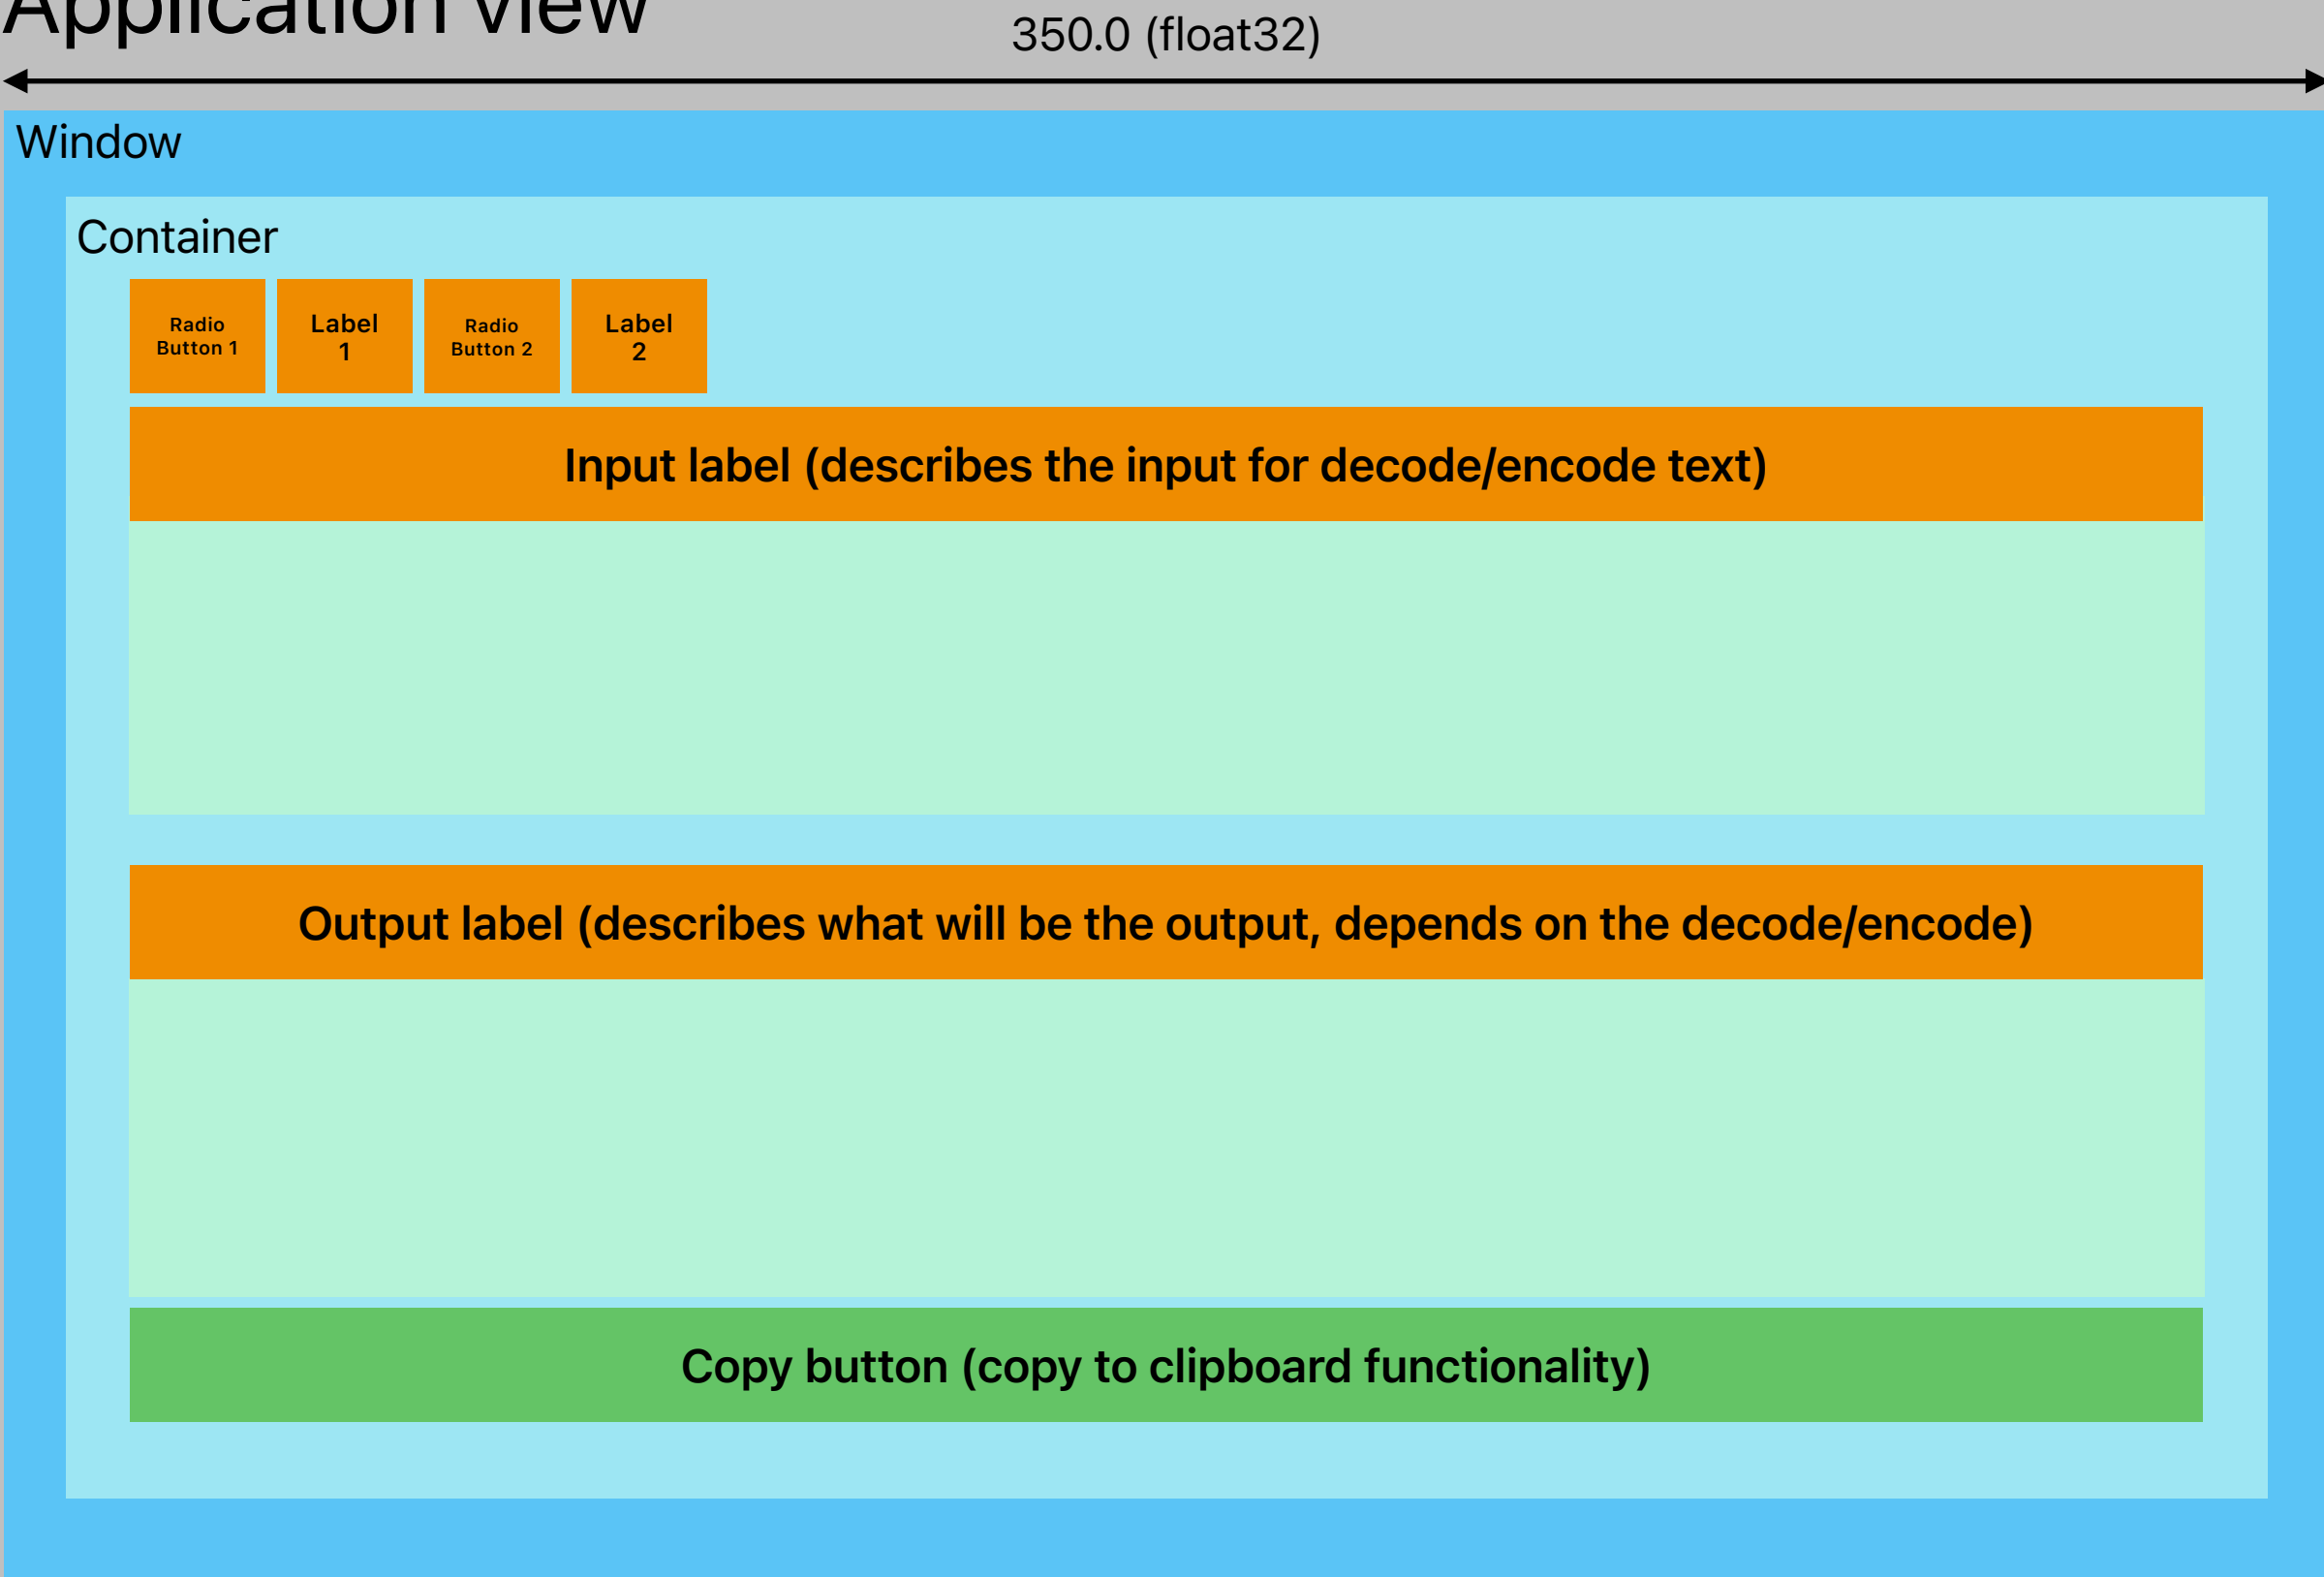 Application view
350.0 (float32)
Window
Container
Radio
Button 1
Label
1
Radio
Button 2
Label
2
Input label (describes the input for decode/encode text)
Output label (describes what will be the output, depends on the decode/encode)
Copy button (copy to clipboard functionality)